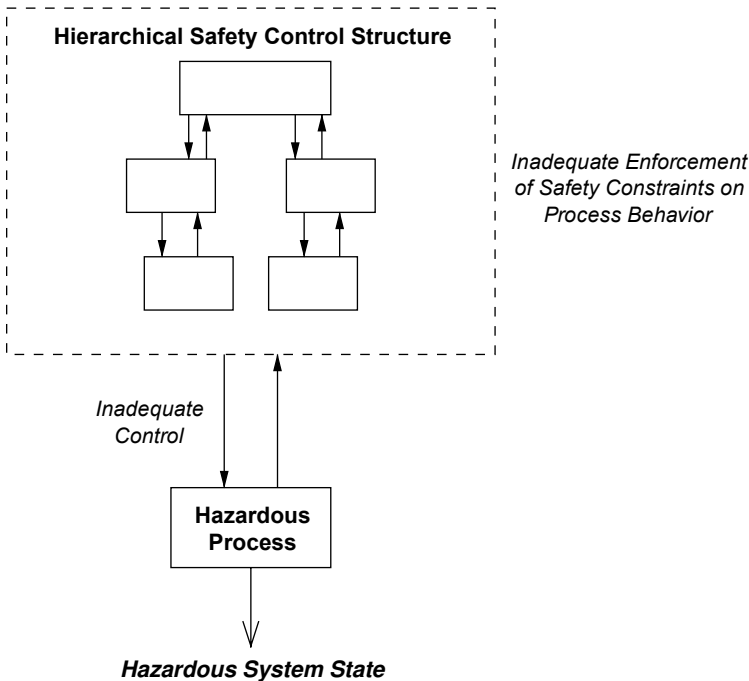 Hierarchical Safety Control Structure
Inadequate Enforcement
of Safety Constraints on
Process Behavior
Inadequate
Control
Hazardous
Process
Hazardous System State